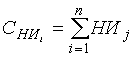 C_{НИ_i} = \sum_{i=1}^{n} НИ_j